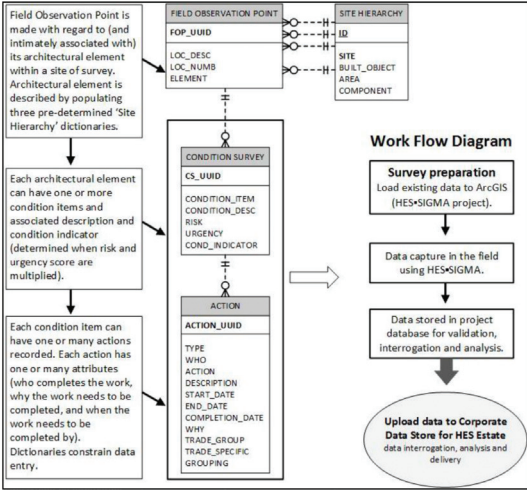 Field Observation Point is
made with regard to (and
intimately associated with)
its architectural element
within a site of survey.
Architectural element is
described by populating
three pre-determined ‘Site
Hierarchy’ dictionaries.
Each architectural element
can have one or more
condition items and
associated description and
condition indicator
(determined when risk and
urgency score are
multiplied).
Each condition item can
have one or many actions
recorded. Each action has
one or many attributes
(who completes the work,
why the work needs to be
completed, and when the
work needs to be
completed by).
Dictionaries constrain data
entry.
FIELD OBSERVATION POINT
FOP_UUID
LOC_DESC
LOC_NUMB
ELEMENT
SITE HIERARCHY
ID
SITE
BUILT_OBJECT
AREA
COMPONENT
CONDITION SURVEY
CS_UUID
CONDITION_ITEM
CONDITION_DESC
RISK
URGENCY
COND_INDICATOR
ACTION
ACTION_UUID
TYPE
WHO
ACTION
DESCRIPTION
START_DATE
END_DATE
COMPLETION_DATE
WHY
TRADE_GROUP
TRADE_SPECIFIC
GROUPING
Work Flow Diagram
Survey preparation
Load existing data to ArcGIS
(HES•SIGMA project).
Data capture in the field
using HES•SIGMA.
Data stored in project
database for validation,
interrogation and analysis.
Upload data to Corporate
Data Store for HES Estate
data interrogation, analysis and
delivery